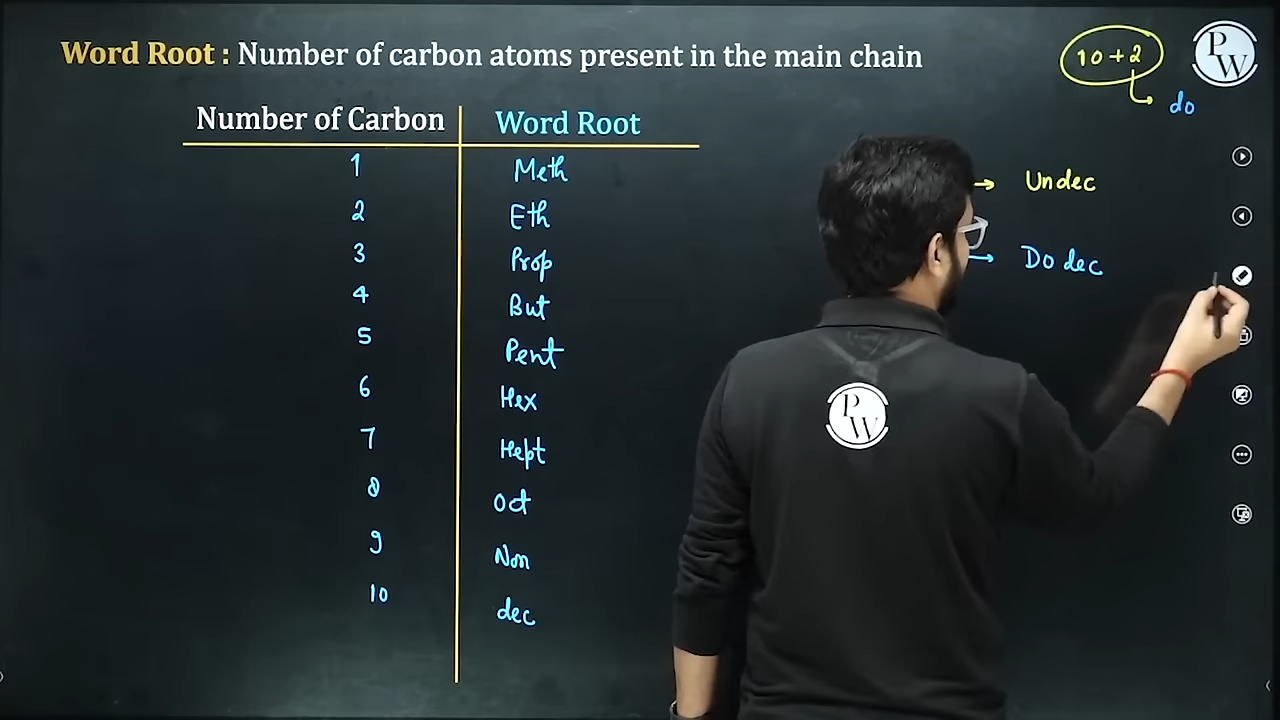 Word Root : Number of carbon atoms present in the main chain
10 + 2
do
PW
Number of Carbon Word Root
1 Meth
2 Eth
3 Prop
4 But
5 Pent
6 Hex
7 Hept
8 Oct
9 Non
10 dec
→ Undec
→ Do dec
PW